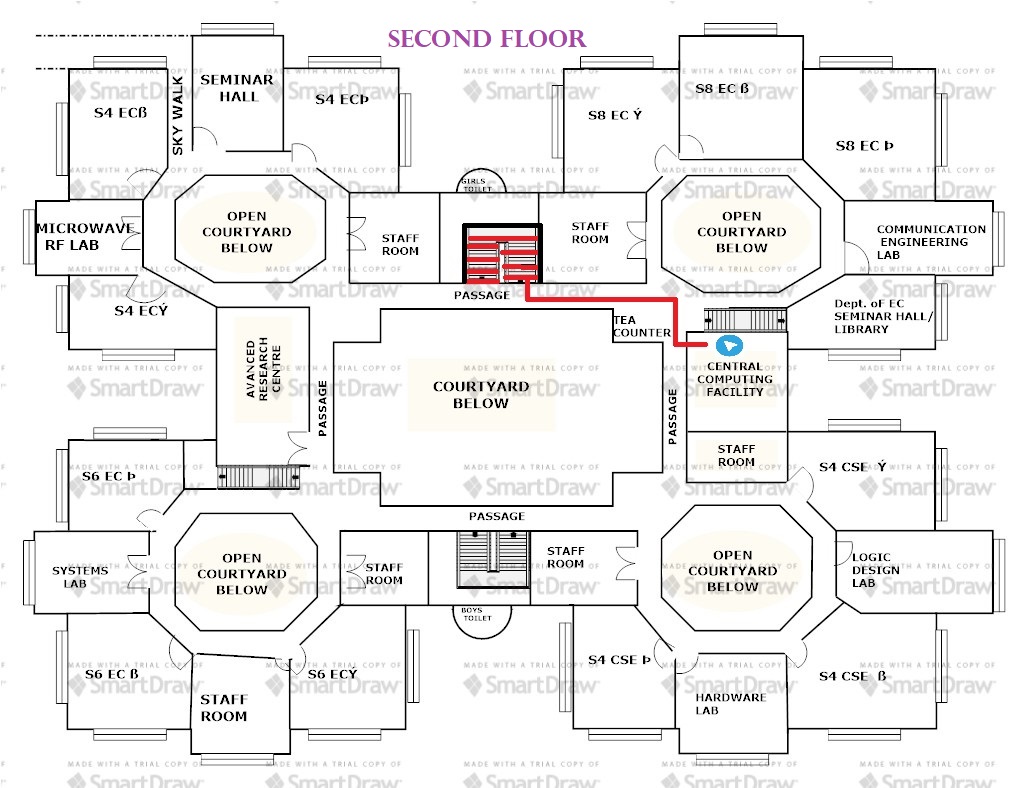 SECOND FLOOR
S4 ECß
SKY WALK
SEMINAR
HALL
S4 ECÞ
S8 EC Ý
S8 EC ß
S8 EC Þ
GIRLS
TOILET
MICROWAVE
RF LAB
OPEN
COURTYARD
BELOW
STAFF
ROOM
STAFF
ROOM
OPEN
COURTYARD
BELOW
COMMUNICATION
ENGINEERING
LAB
S4 ECÝ
PASSAGE
TEA
COUNTER
Dept. of EC
SEMINAR HALL/
LIBRARY
ADVANCED
RESEARCH
CENTRE
PASSAGE
COURTYARD
BELOW
PASSAGE
CENTRAL
COMPUTING
FACILITY
STAFF
ROOM
S6 EC Þ
S4 CSE Ý
PASSAGE
SYSTEMS
LAB
OPEN
COURTYARD
BELOW
STAFF
ROOM
STAFF
ROOM
OPEN
COURTYARD
BELOW
LOGIC
DESIGN
LAB
BOYS
TOILET
S6 EC ß
STAFF
ROOM
S6 ECÝ
S4 CSE Þ
HARDWARE
LAB
S4 CSE ß
MADE WITH A TRIAL COPY OF
SmartDraw